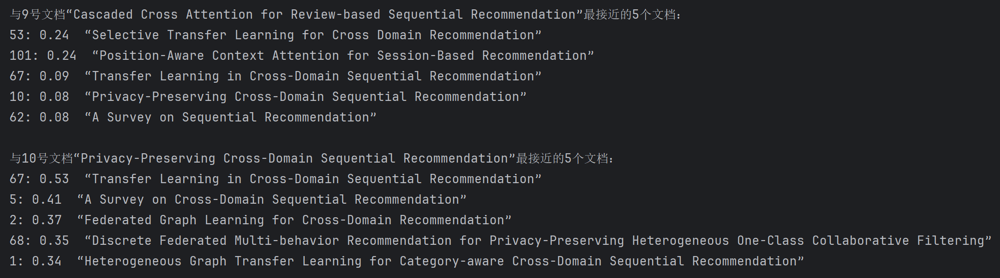 与9号文档“Cascaded Cross Attention for Review-based Sequential Recommendation”最接近的5个文档：
53: 0.24  “Selective Transfer Learning for Cross Domain Recommendation”
101: 0.24  “Position-Aware Context Attention for Session-Based Recommendation”
67: 0.09  “Transfer Learning in Cross-Domain Sequential Recommendation”
10: 0.08  “Privacy-Preserving Cross-Domain Sequential Recommendation”
62: 0.08  “A Survey on Sequential Recommendation”
与10号文档“Privacy-Preserving Cross-Domain Sequential Recommendation”最接近的5个文档：
67: 0.53  “Transfer Learning in Cross-Domain Sequential Recommendation”
5: 0.41  “A Survey on Cross-Domain Sequential Recommendation”
2: 0.37  “Federated Graph Learning for Cross-Domain Recommendation”
68: 0.35  “Discrete Federated Multi-behavior Recommendation for Privacy-Preserving Heterogeneous One-Class Collaborative Filtering”
1: 0.34  “Heterogeneous Graph Transfer Learning for Category-aware Cross-Domain Sequential Recommendation”